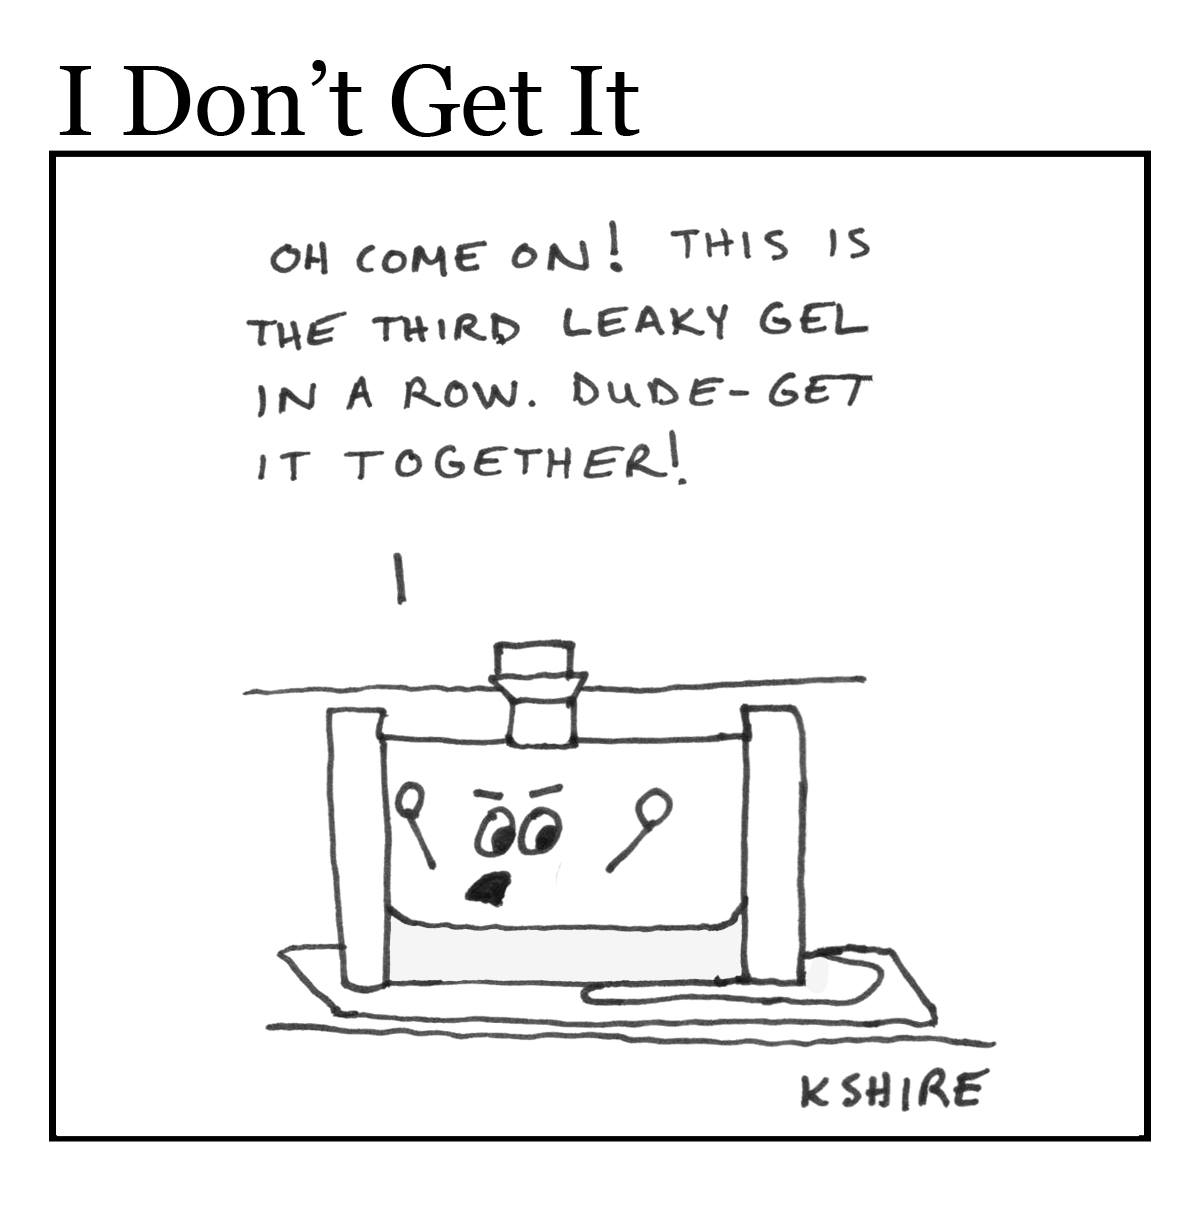 I Don’t Get It
OH COME ON! THIS IS
THE THIRD LEAKY GEL
IN A ROW. DUDE- GET
IT TOGETHER!
KSHIRE